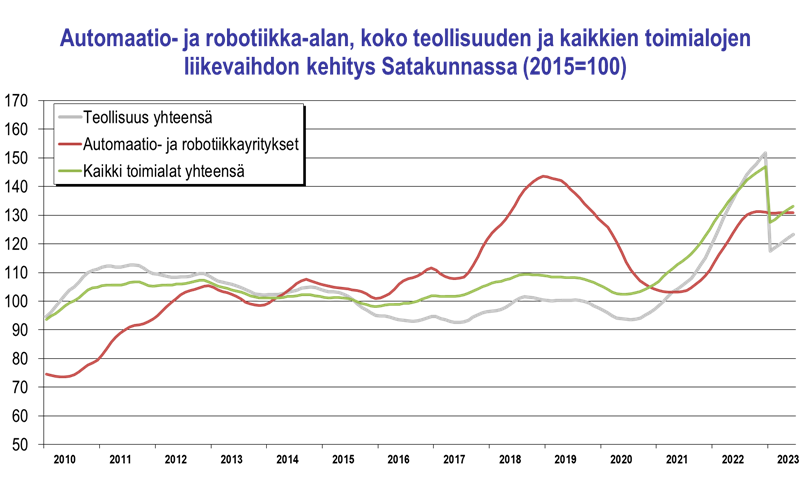 Automaatio- ja robotiikka-alan, koko teollisuuden ja kaikkien toimialojen
liikevaihdon kehitys Satakunnassa (2015=100)
170
160
150
140
130
120
110
100
90
80
70
60
50
Teollisuus yhteensä
Automaatio- ja robotiikkayritykset
Kaikki toimialat yhteensä
2010 2011 2012 2013 2014 2015 2016 2017 2018 2019 2020 2021 2022 2023